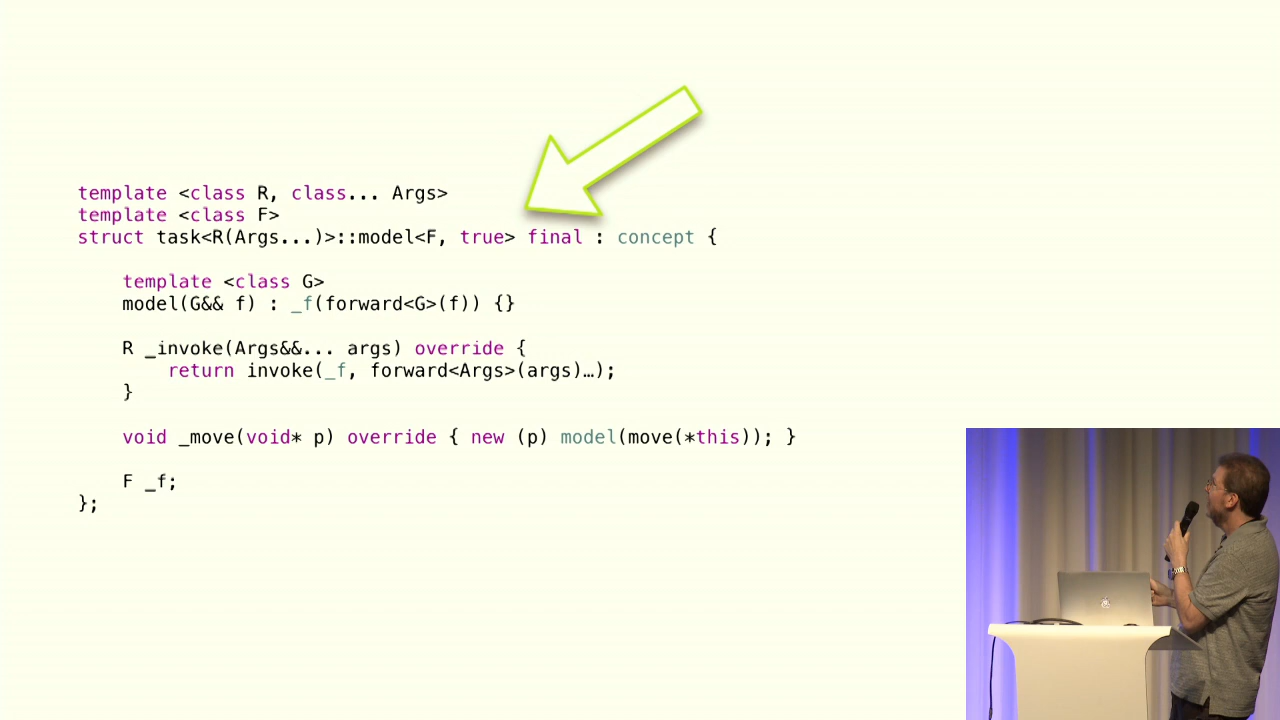 template <class R, class... Args>
template <class F>
struct task<R(Args...)>::model<F, true> final : concept {
template <class G>
model(G&& f) : _f(forward<G>(f)) {}
R _invoke(Args&&... args) override {
return invoke(_f, forward<Args>(args)…);
}
void _move(void* p) override { new (p) model(move(*this)); }
F _f;
};